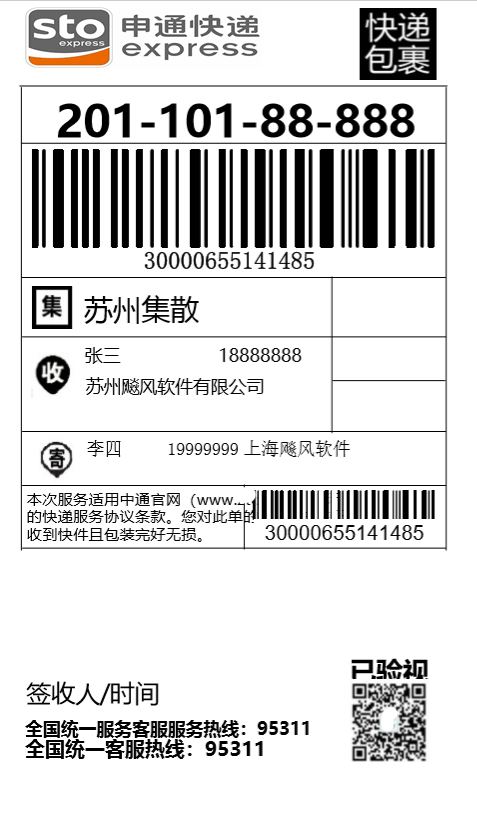 sto express 申通快递 express
快递
包裹
201-101-88-888
30000655141485
集 苏州集散
收 张三 18888888
苏州飚风软件有限公司
寄 李四 19999999 上海飚风软件
本次服务适用中通官网（www.
的快递服务协议条款。您对此单的
收到快件且包装完好无损。
30000655141485
已验视
签收人/时间
全国统一服务客服服务热线：95311
全国统一客服热线：95311